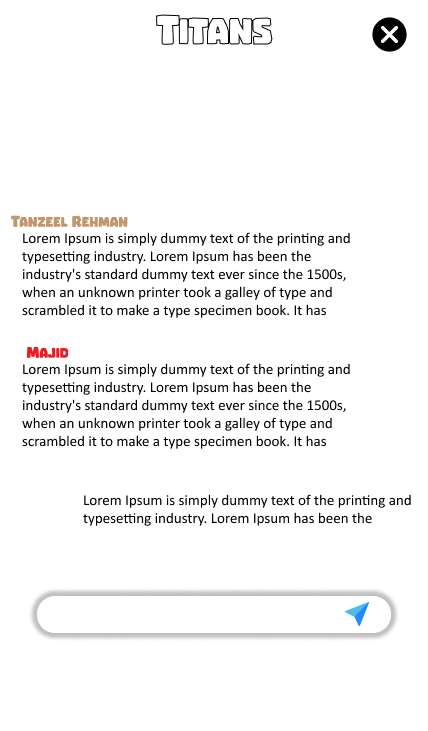 Titans
Tanzeel Rehman
Lorem Ipsum is simply dummy text of the printing and
typesetting industry. Lorem Ipsum has been the
industry's standard dummy text ever since the 1500s,
when an unknown printer took a galley of type and
scrambled it to make a type specimen book. It has
Majid
Lorem Ipsum is simply dummy text of the printing and
typesetting industry. Lorem Ipsum has been the
industry's standard dummy text ever since the 1500s,
when an unknown printer took a galley of type and
scrambled it to make a type specimen book. It has
Lorem Ipsum is simply dummy text of the printing and
typesetting industry. Lorem Ipsum has been the